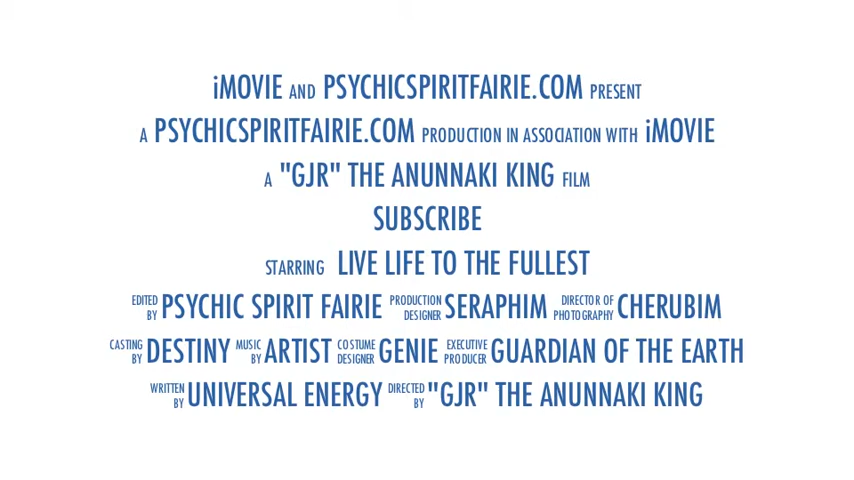 iMOVIE AND PSYCHICSPIRITFAIRIE.COM PRESENT
A PSYCHICSPIRITFAIRIE.COM PRODUCTION IN ASSOCIATION WITH iMOVIE
A "GJR" THE ANUNNAKI KING FILM
SUBSCRIBE
STARRING LIVE LIFE TO THE FULLEST
EDITED BY PSYCHIC SPIRIT FAIRIE PRODUCTION DESIGNER SERAPHIM DIRECTOR OF PHOTOGRAPHY CHERUBIM
CASTING BY DESTINY MUSIC BY ARTIST COSTUME DESIGNER GENIE EXECUTIVE PRODUCER GUARDIAN OF THE EARTH
WRITTEN BY UNIVERSAL ENERGY DIRECTED BY "GJR" THE ANUNNAKI KING